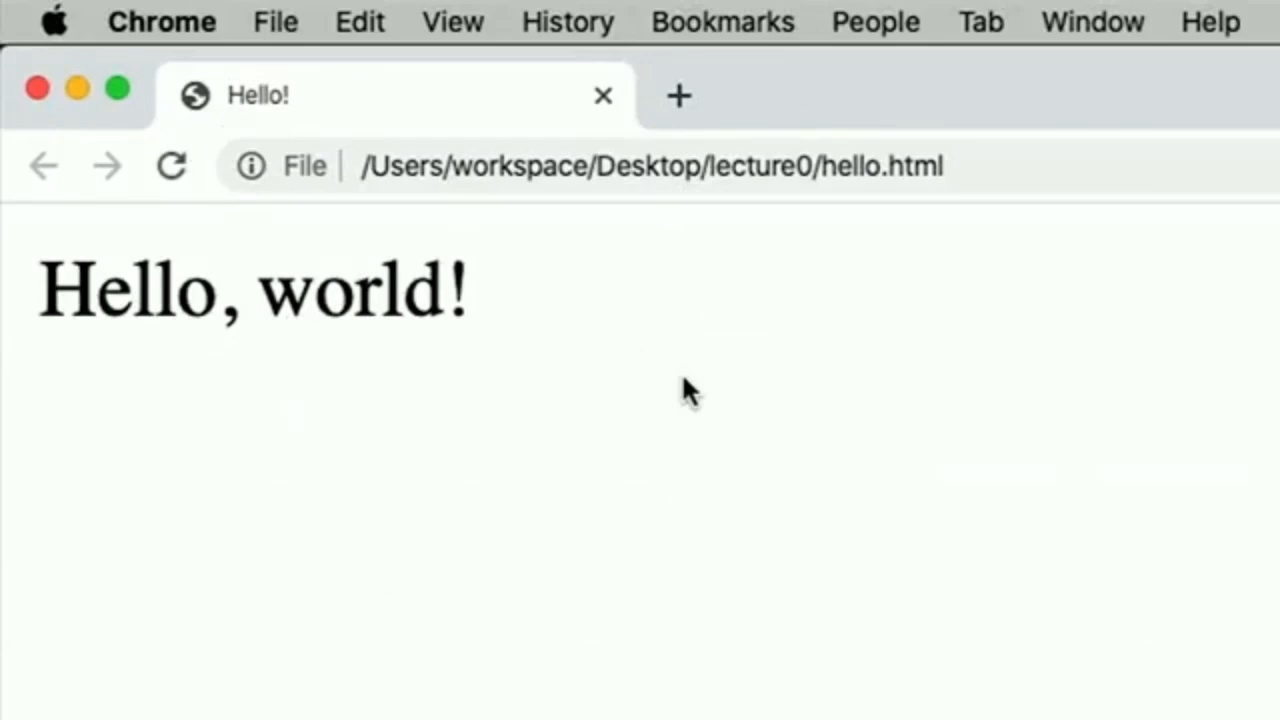 Chrome File Edit View History Bookmarks People Tab Window Help
Hello!
File /Users/workspace/Desktop/lecture0/hello.html
Hello, world!